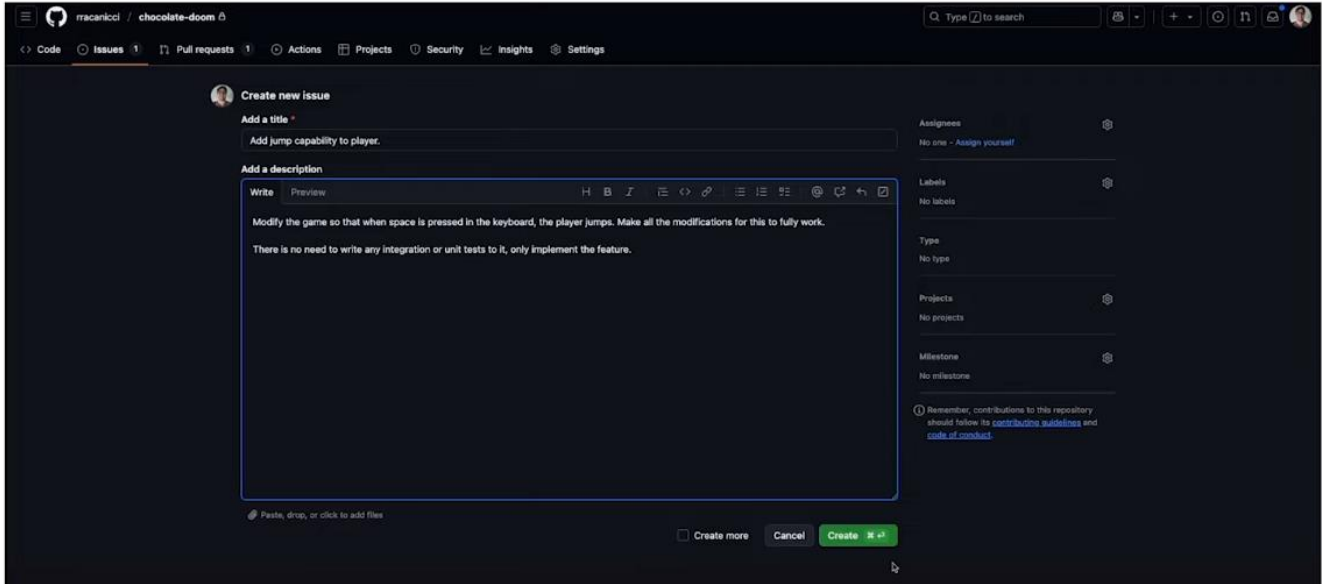 rracanicci / chocolate-doom
Type / to search
Code
Issues 1
Pull requests 1
Actions
Projects
Security
Insights
Settings
Create new issue
Add a title *
Add jump capability to player.
Add a description
Write
Preview
H B I
Modify the game so that when space is pressed in the keyboard, the player jumps. Make all the modifications for this to fully work.
There is no need to write any integration or unit tests to it, only implement the feature.
Paste, drop, or click to add files
Create more
Cancel
Create ⌘ ⏎
Assignees
No one - Assign yourself
Labels
No labels
Type
No type
Projects
No projects
Milestone
No milestone
Remember, contributions to this repository
should follow its contributing guidelines and
code of conduct.